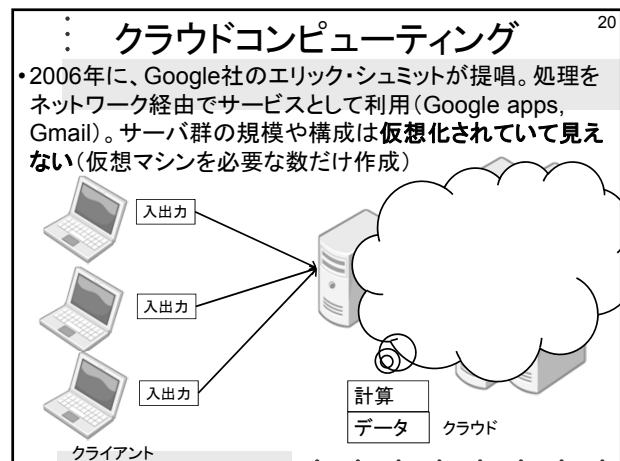 20
クラウドコンピューティング
•2006年に、Google社のエリック・シュミットが提唱。処理を
ネットワーク経由でサービスとして利用(Google apps,
Gmail)。サーバ群の規模や構成は仮想化されていて見え
ない(仮想マシンを必要な数だけ作成)
入出力
入出力
入出力
計算
データ クラウド
クライアント